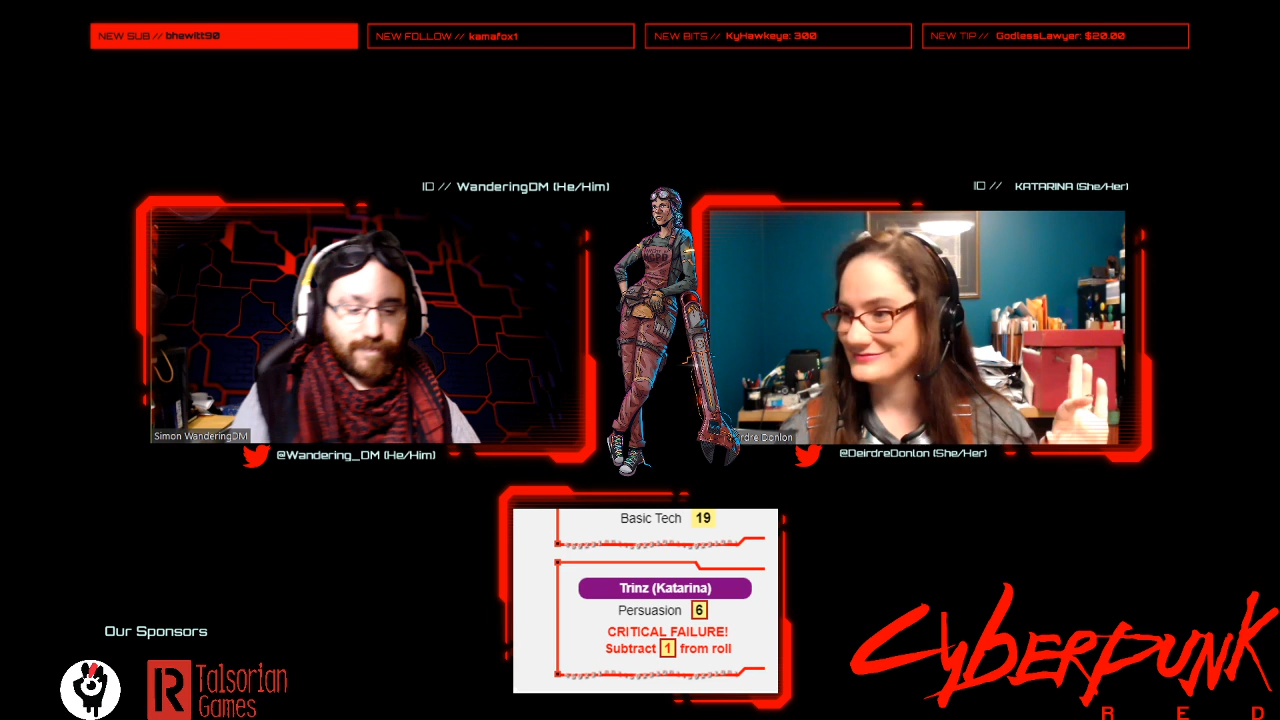 NEW SUB // bhewitt90
NEW FOLLOW // kamafox1
NEW BITS // KyHawkeye: 300
NEW TIP // GodlessLawyer: $20.00
ID // WanderingDM (He/Him)
ID // KATARINA (She/Her)
Simon WanderingDM
rdre Donlon
@Wandering_DM (He/Him)
@DeirdreDonlon (She/Her)
Basic Tech 19
Trinz (Katarina)
Persuasion 6
CRITICAL FAILURE!
Subtract 1 from roll
Our Sponsors
R Talsorian
Games
Cyberpunk
RED